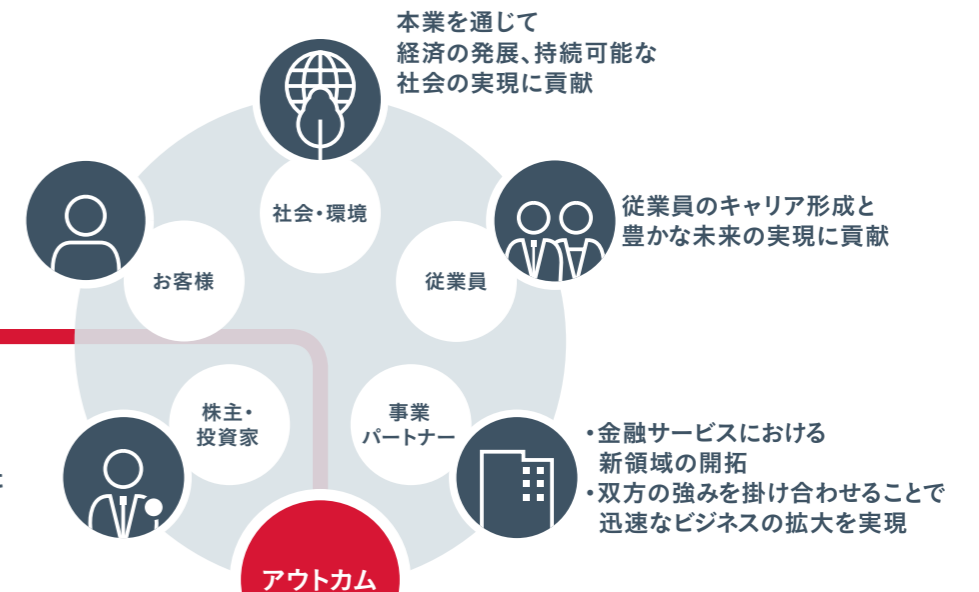 本業を通じて
経済の発展、持続可能な
社会の実現に貢献
社会・環境
従業員のキャリア形成と
豊かな未来の実現に貢献
お客様
従業員
株主・
投資家
事業
パートナー
・金融サービスにおける
新領域の開拓
・双方の強みを掛け合わせることで
迅速なビジネスの拡大を実現
アウトカム